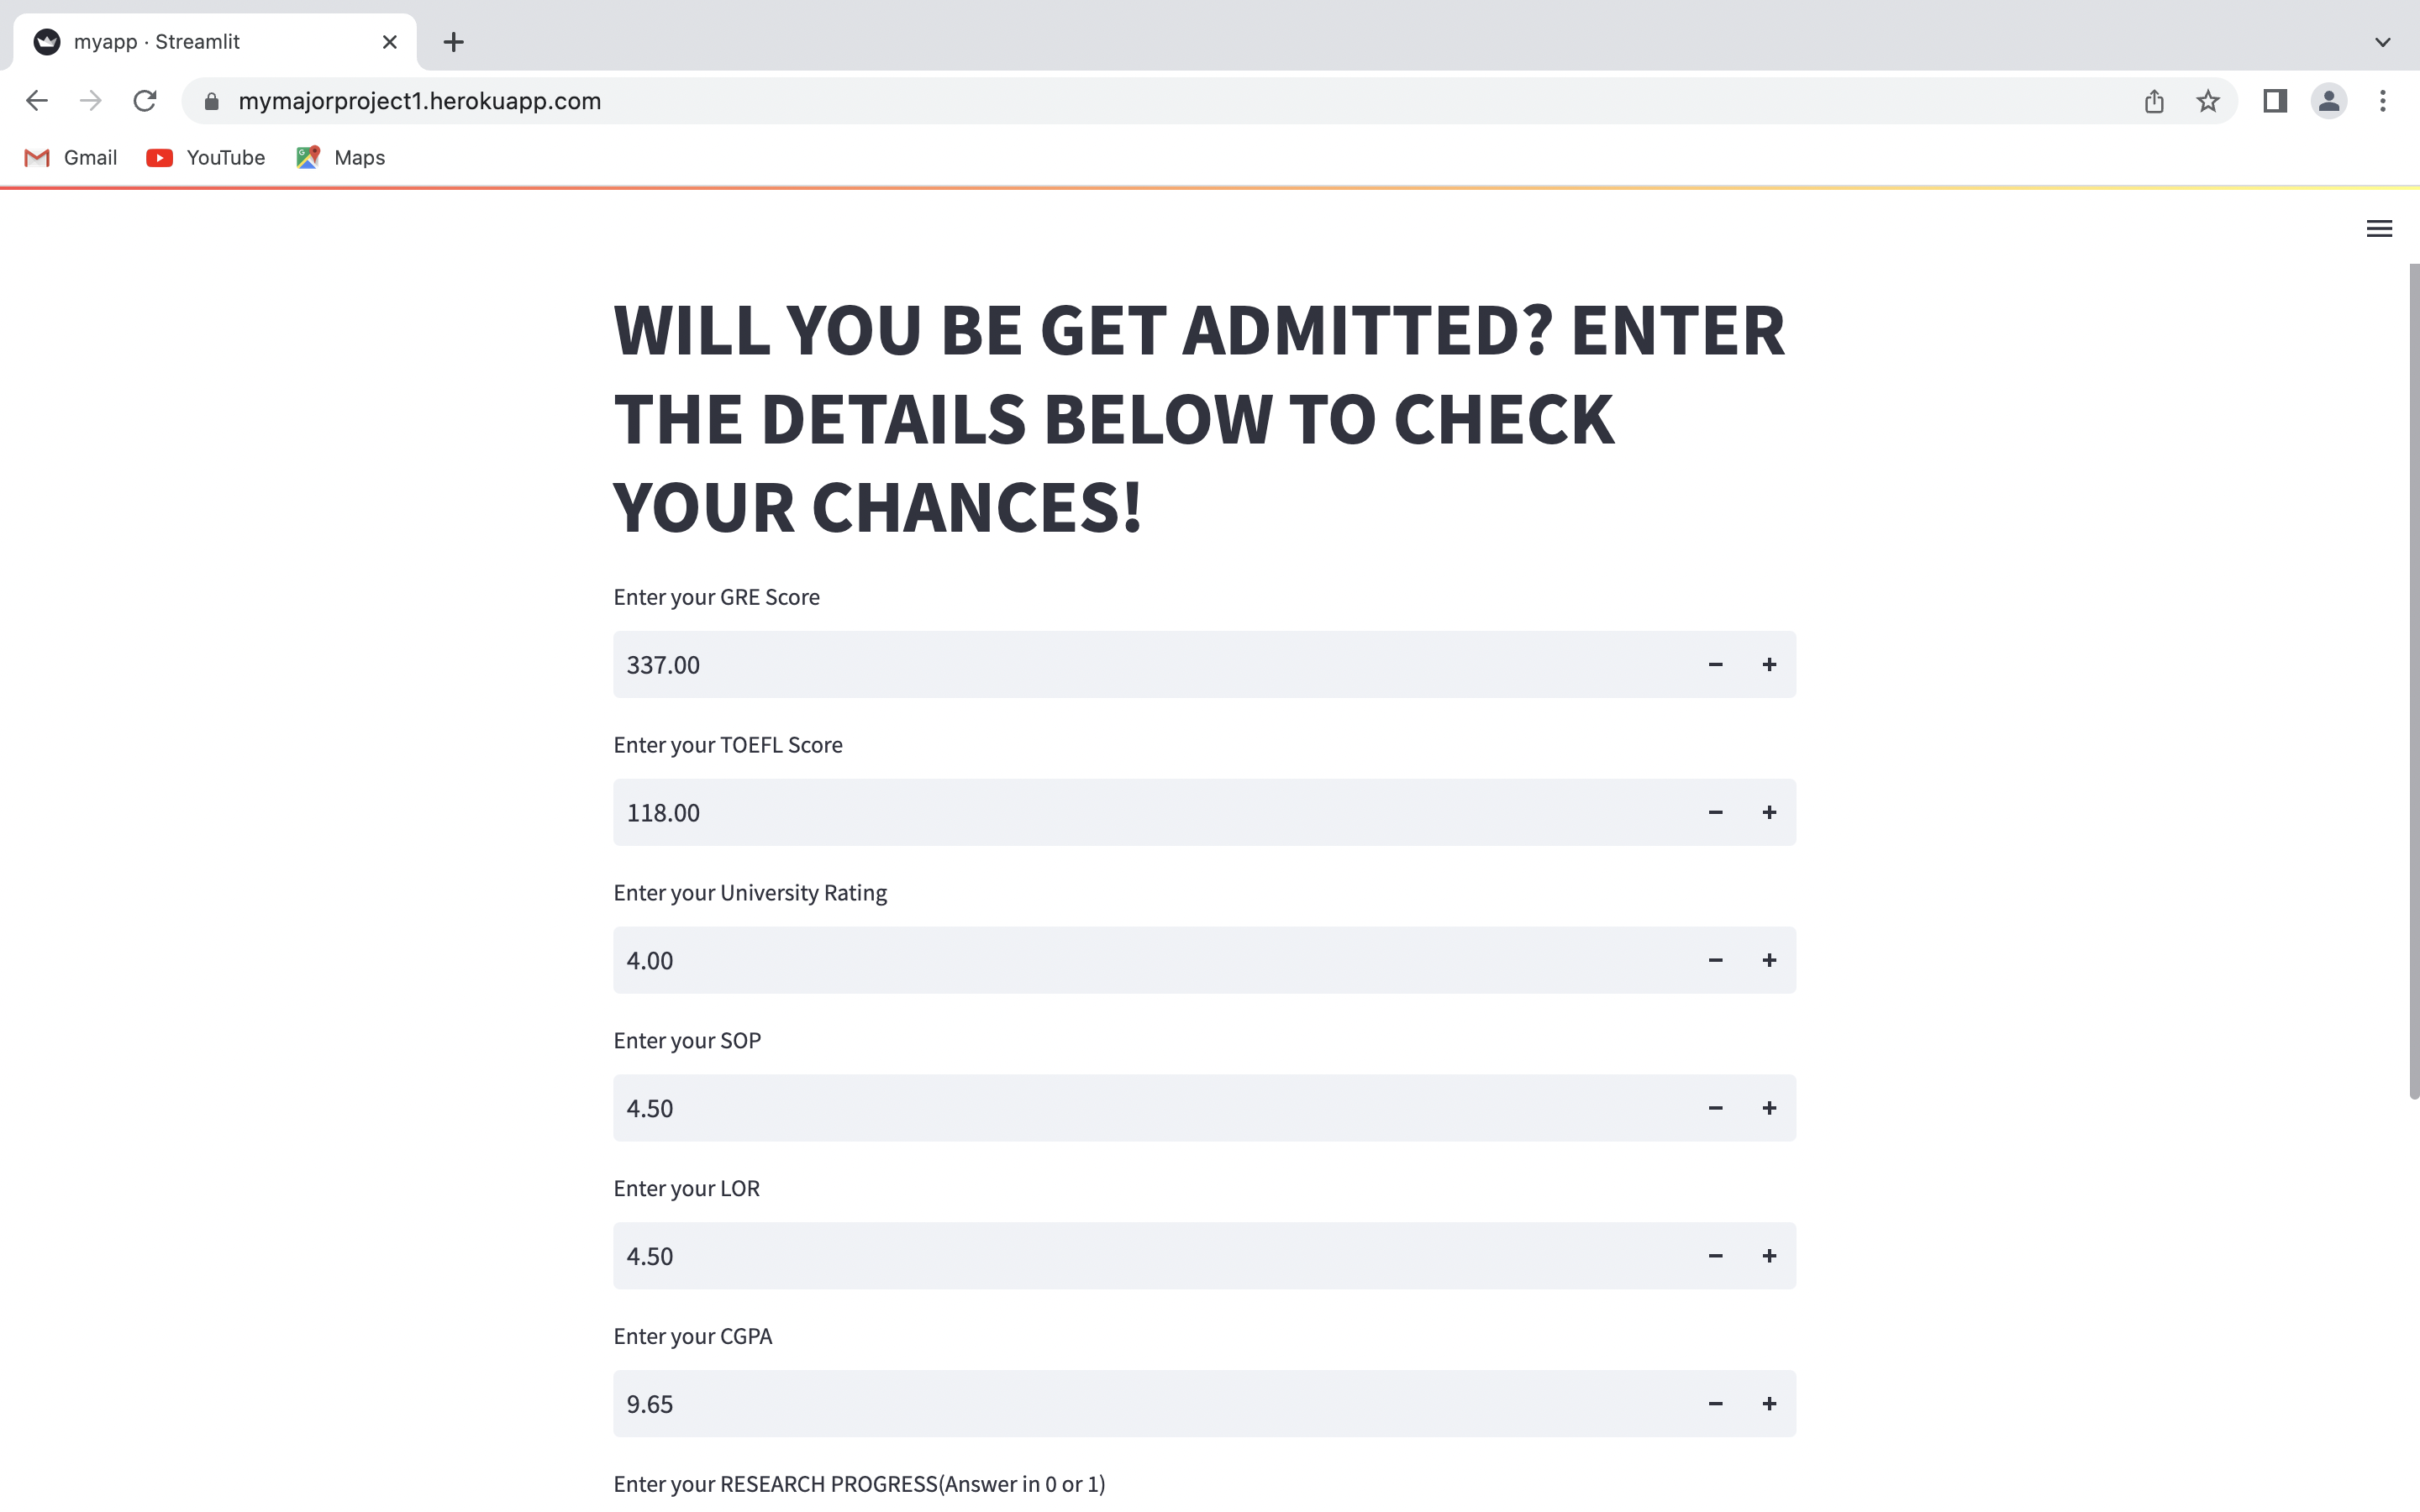 myapp · Streamlit
mymajorproject1.herokuapp.com
Gmail YouTube Maps
WILL YOU BE GET ADMITTED? ENTER
THE DETAILS BELOW TO CHECK
YOUR CHANCES!
Enter your GRE Score
337.00
Enter your TOEFL Score
118.00
Enter your University Rating
4.00
Enter your SOP
4.50
Enter your LOR
4.50
Enter your CGPA
9.65
Enter your RESEARCH PROGRESS(Answer in 0 or 1)